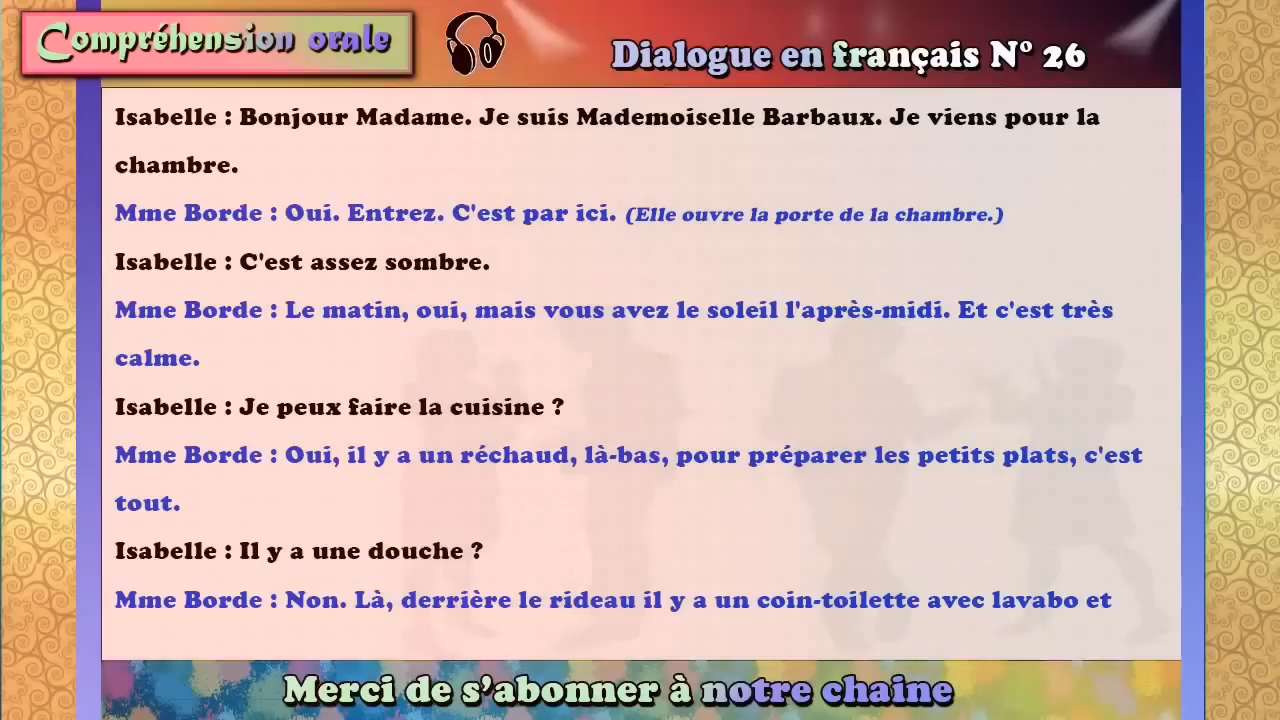 Compréhension orale
Dialogue en français N° 26
Isabelle : Bonjour Madame. Je suis Mademoiselle Barbaux. Je viens pour la
chambre.
Mme Borde : Oui. Entrez. C'est par ici. (Elle ouvre la porte de la chambre.)
Isabelle : C'est assez sombre.
Mme Borde : Le matin, oui, mais vous avez le soleil l'après-midi. Et c'est très
calme.
Isabelle : Je peux faire la cuisine ?
Mme Borde : Oui, il y a un réchaud, là-bas, pour préparer les petits plats, c'est
tout.
Isabelle : Il y a une douche ?
Mme Borde : Non. Là, derrière le rideau il y a un coin-toilette avec lavabo et
Merci de s’abonner à notre chaine